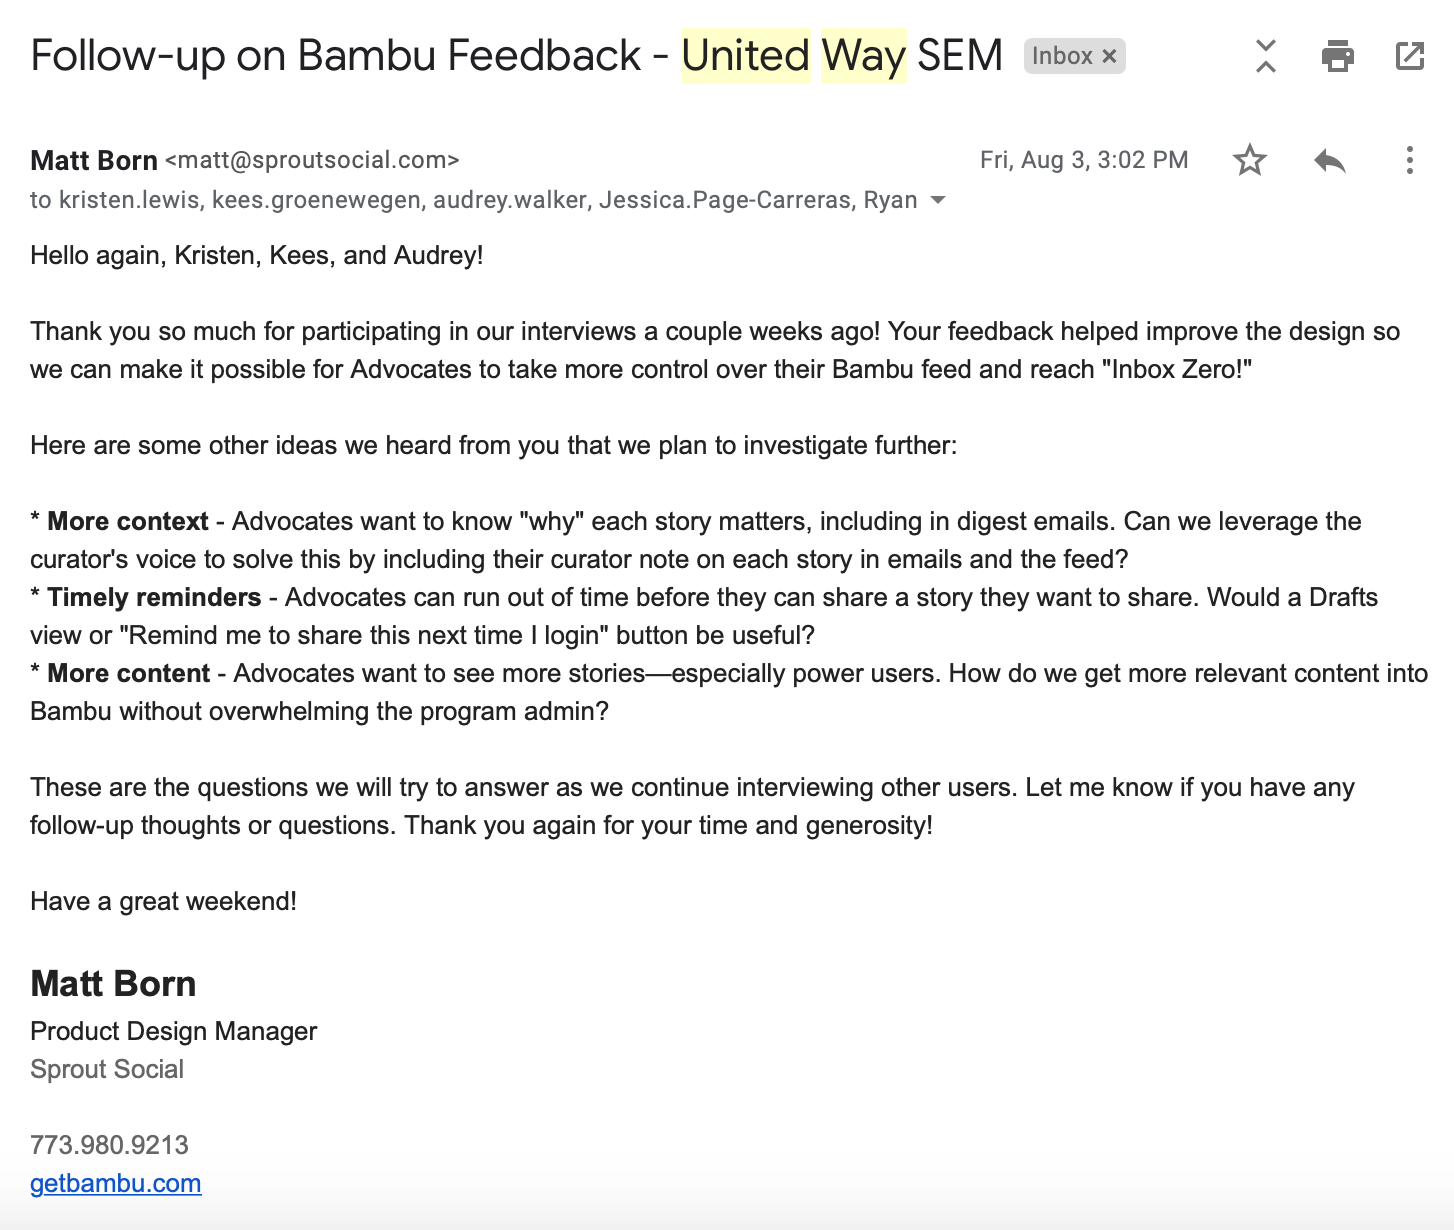 Follow-up on Bambu Feedback - United Way SEM Inbox ×
Matt Born <matt@sproutsocial.com> Fri, Aug 3, 3:02 PM
to kristen.lewis, kees.groenewegen, audrey.walker, Jessica.Page-Carreras, Ryan
Hello again, Kristen, Kees, and Audrey!
Thank you so much for participating in our interviews a couple weeks ago! Your feedback helped improve the design so
we can make it possible for Advocates to take more control over their Bambu feed and reach "Inbox Zero!"
Here are some other ideas we heard from you that we plan to investigate further:
* More context - Advocates want to know "why" each story matters, including in digest emails. Can we leverage the
curator's voice to solve this by including their curator note on each story in emails and the feed?
* Timely reminders - Advocates can run out of time before they can share a story they want to share. Would a Drafts
view or "Remind me to share this next time I login" button be useful?
* More content - Advocates want to see more stories—especially power users. How do we get more relevant content into
Bambu without overwhelming the program admin?
These are the questions we will try to answer as we continue interviewing other users. Let me know if you have any
follow-up thoughts or questions. Thank you again for your time and generosity!
Have a great weekend!
Matt Born
Product Design Manager
Sprout Social
773.980.9213
getbambu.com